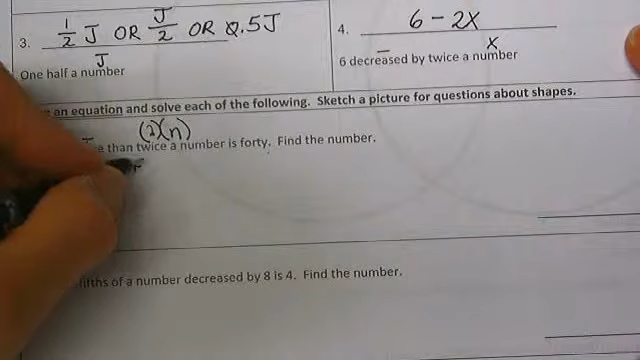 3. 1/2 J OR J/2 OR 0.5J
J
One half a number
4. 6 - 2x
x
6 decreased by twice a number
an equation and solve each of the following. Sketch a picture for questions about shapes.
(2)(n)
than twice a number is forty. Find the number.
fifths of a number decreased by 8 is 4. Find the number.